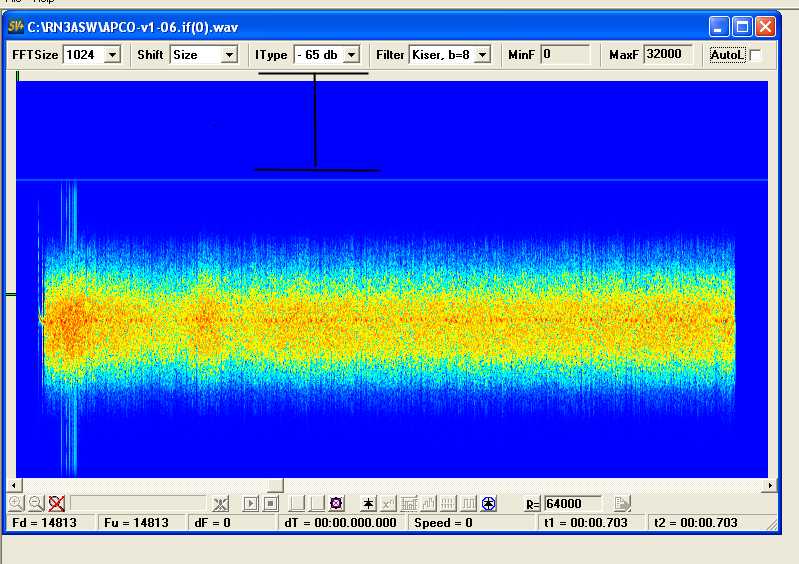 C:\RN3ASW\APCO-v1-06.if(0).wav
FFTSize 1024 Shift Size IType - 65 db Filter Kiser, b=8 MinF 0 MaxF 32000 AutoL
R= 64000
Fd = 14813 Fu = 14813 dF = 0 dT = 00:00.000.000 Speed = 0 t1 = 00:00.703 t2 = 00:00.703